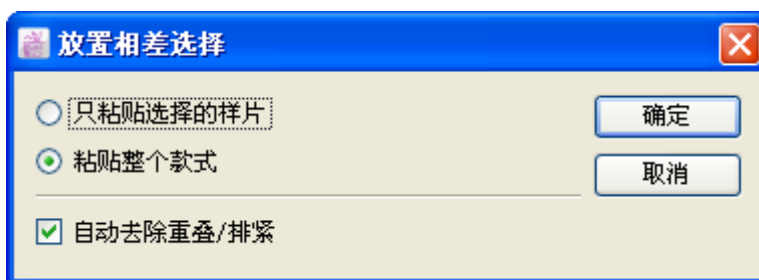 放置相差选择
只粘贴选择的样片
确定
粘贴整个款式
取消
自动去除重叠/排紧